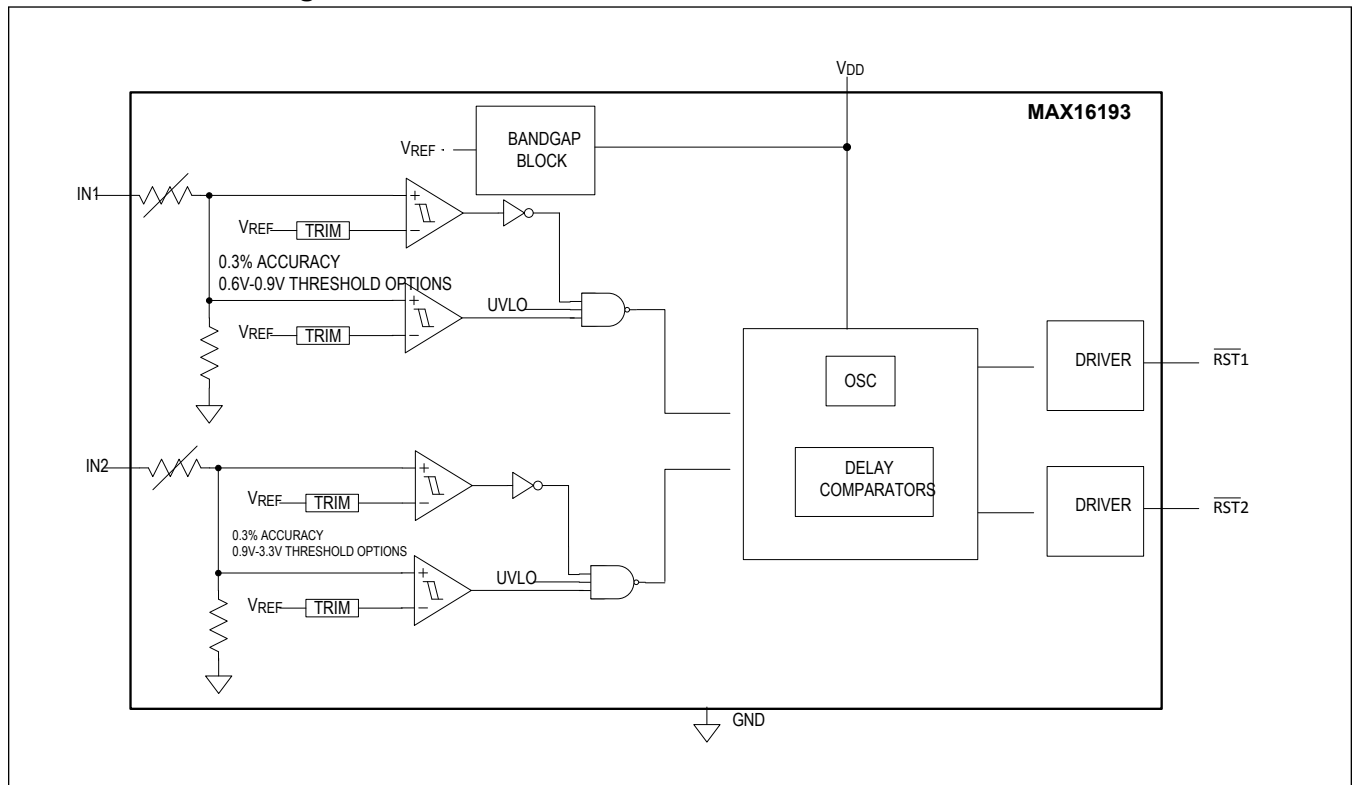 VDD
MAX16193
BANDGAP
BLOCK
VREF
IN1
+
−
VREF
TRIM
0.3% ACCURACY
0.6V-0.9V THRESHOLD OPTIONS
+
−
VREF
TRIM
UVLO
OSC
DELAY
COMPARATORS
DRIVER
RST1
IN2
+
−
VREF
TRIM
0.3% ACCURACY
0.9V-3.3V THRESHOLD OPTIONS
+
−
VREF
TRIM
UVLO
DRIVER
RST2
GND